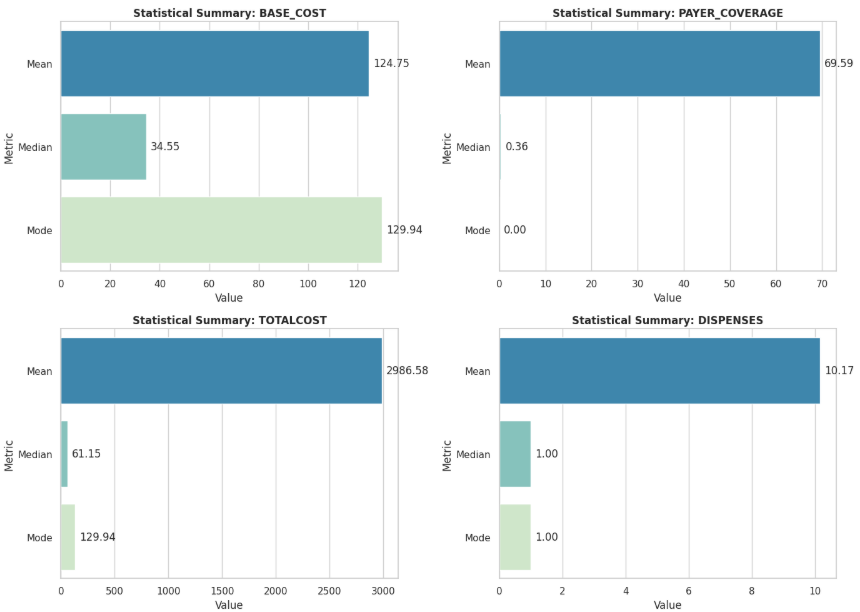 Statistical Summary: BASE_COST
Metric
Mean
124.75
Median
34.55
Mode
129.94
0 20 40 60 80 100 120
Value
Statistical Summary: PAYER_COVERAGE
Metric
Mean
69.59
Median
0.36
Mode
0.00
0 10 20 30 40 50 60 70
Value
Statistical Summary: TOTALCOST
Metric
Mean
2986.58
Median
61.15
Mode
129.94
0 500 1000 1500 2000 2500 3000
Value
Statistical Summary: DISPENSES
Metric
Mean
10.17
Median
1.00
Mode
1.00
0 2 4 6 8 10
Value